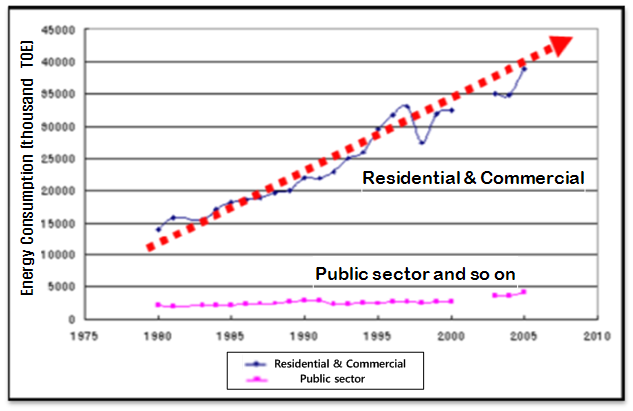 Energy Consumption (thousand TOE)
45000
40000
35000
30000
25000
20000
15000
10000
5000
0
1975 1980 1985 1990 1995 2000 2005 2010
Residential & Commercial
Public sector and so on
Residential & Commercial
Public sector